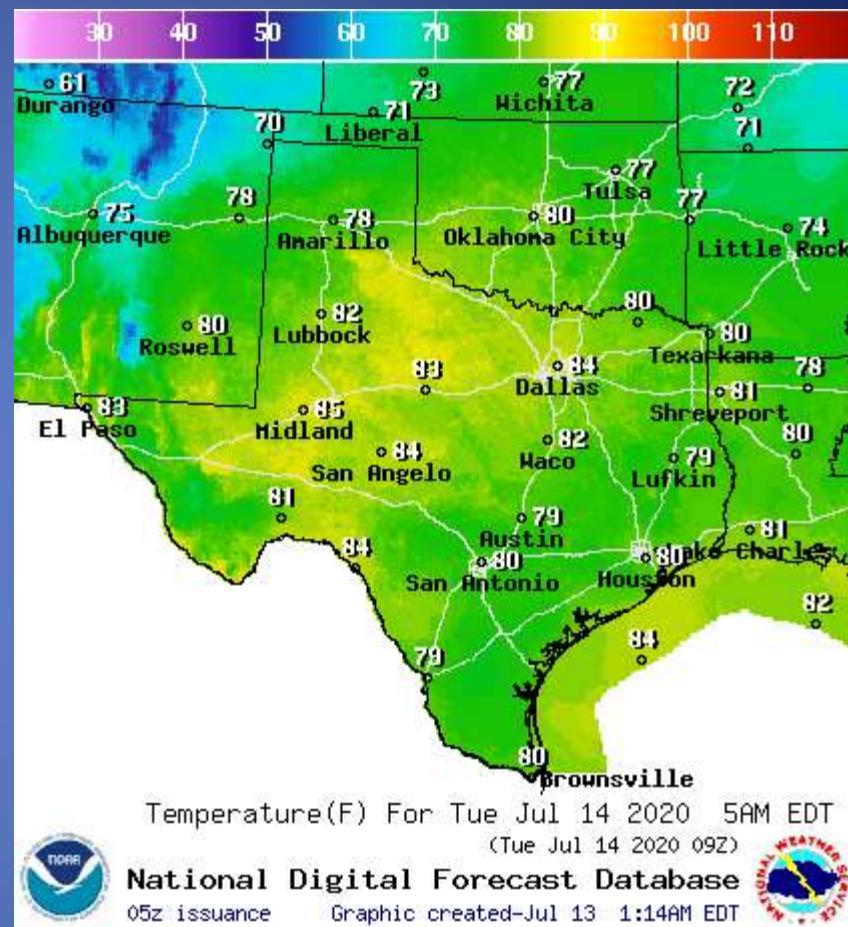 30 40 50 60 70 80 90 100 110
61
Durango
73
77
Wichita
72
71
Liberal
70
71
77
Tulsa
75
Albuquerque
78
78
Amarillo
80
Oklahoma City
77
74
Little Rock
80
Roswell
82
Lubbock
80
80
Texarkana
84
Dallas
83
78
81
Shreveport
83
El Paso
85
Midland
84
San Angelo
82
Waco
79
Lufkin
80
81
79
Austin
81
Lake Charles
84
80
San Antonio
80
Houston
82
84
79
80
Brownsville
Temperature(F) For Tue Jul 14 2020 5AM EDT
(Tue Jul 14 2020 09Z)
NOAA
NATIONAL WEATHER SERVICE
National Digital Forecast Database
05z issuance Graphic created-Jul 13 1:14AM EDT